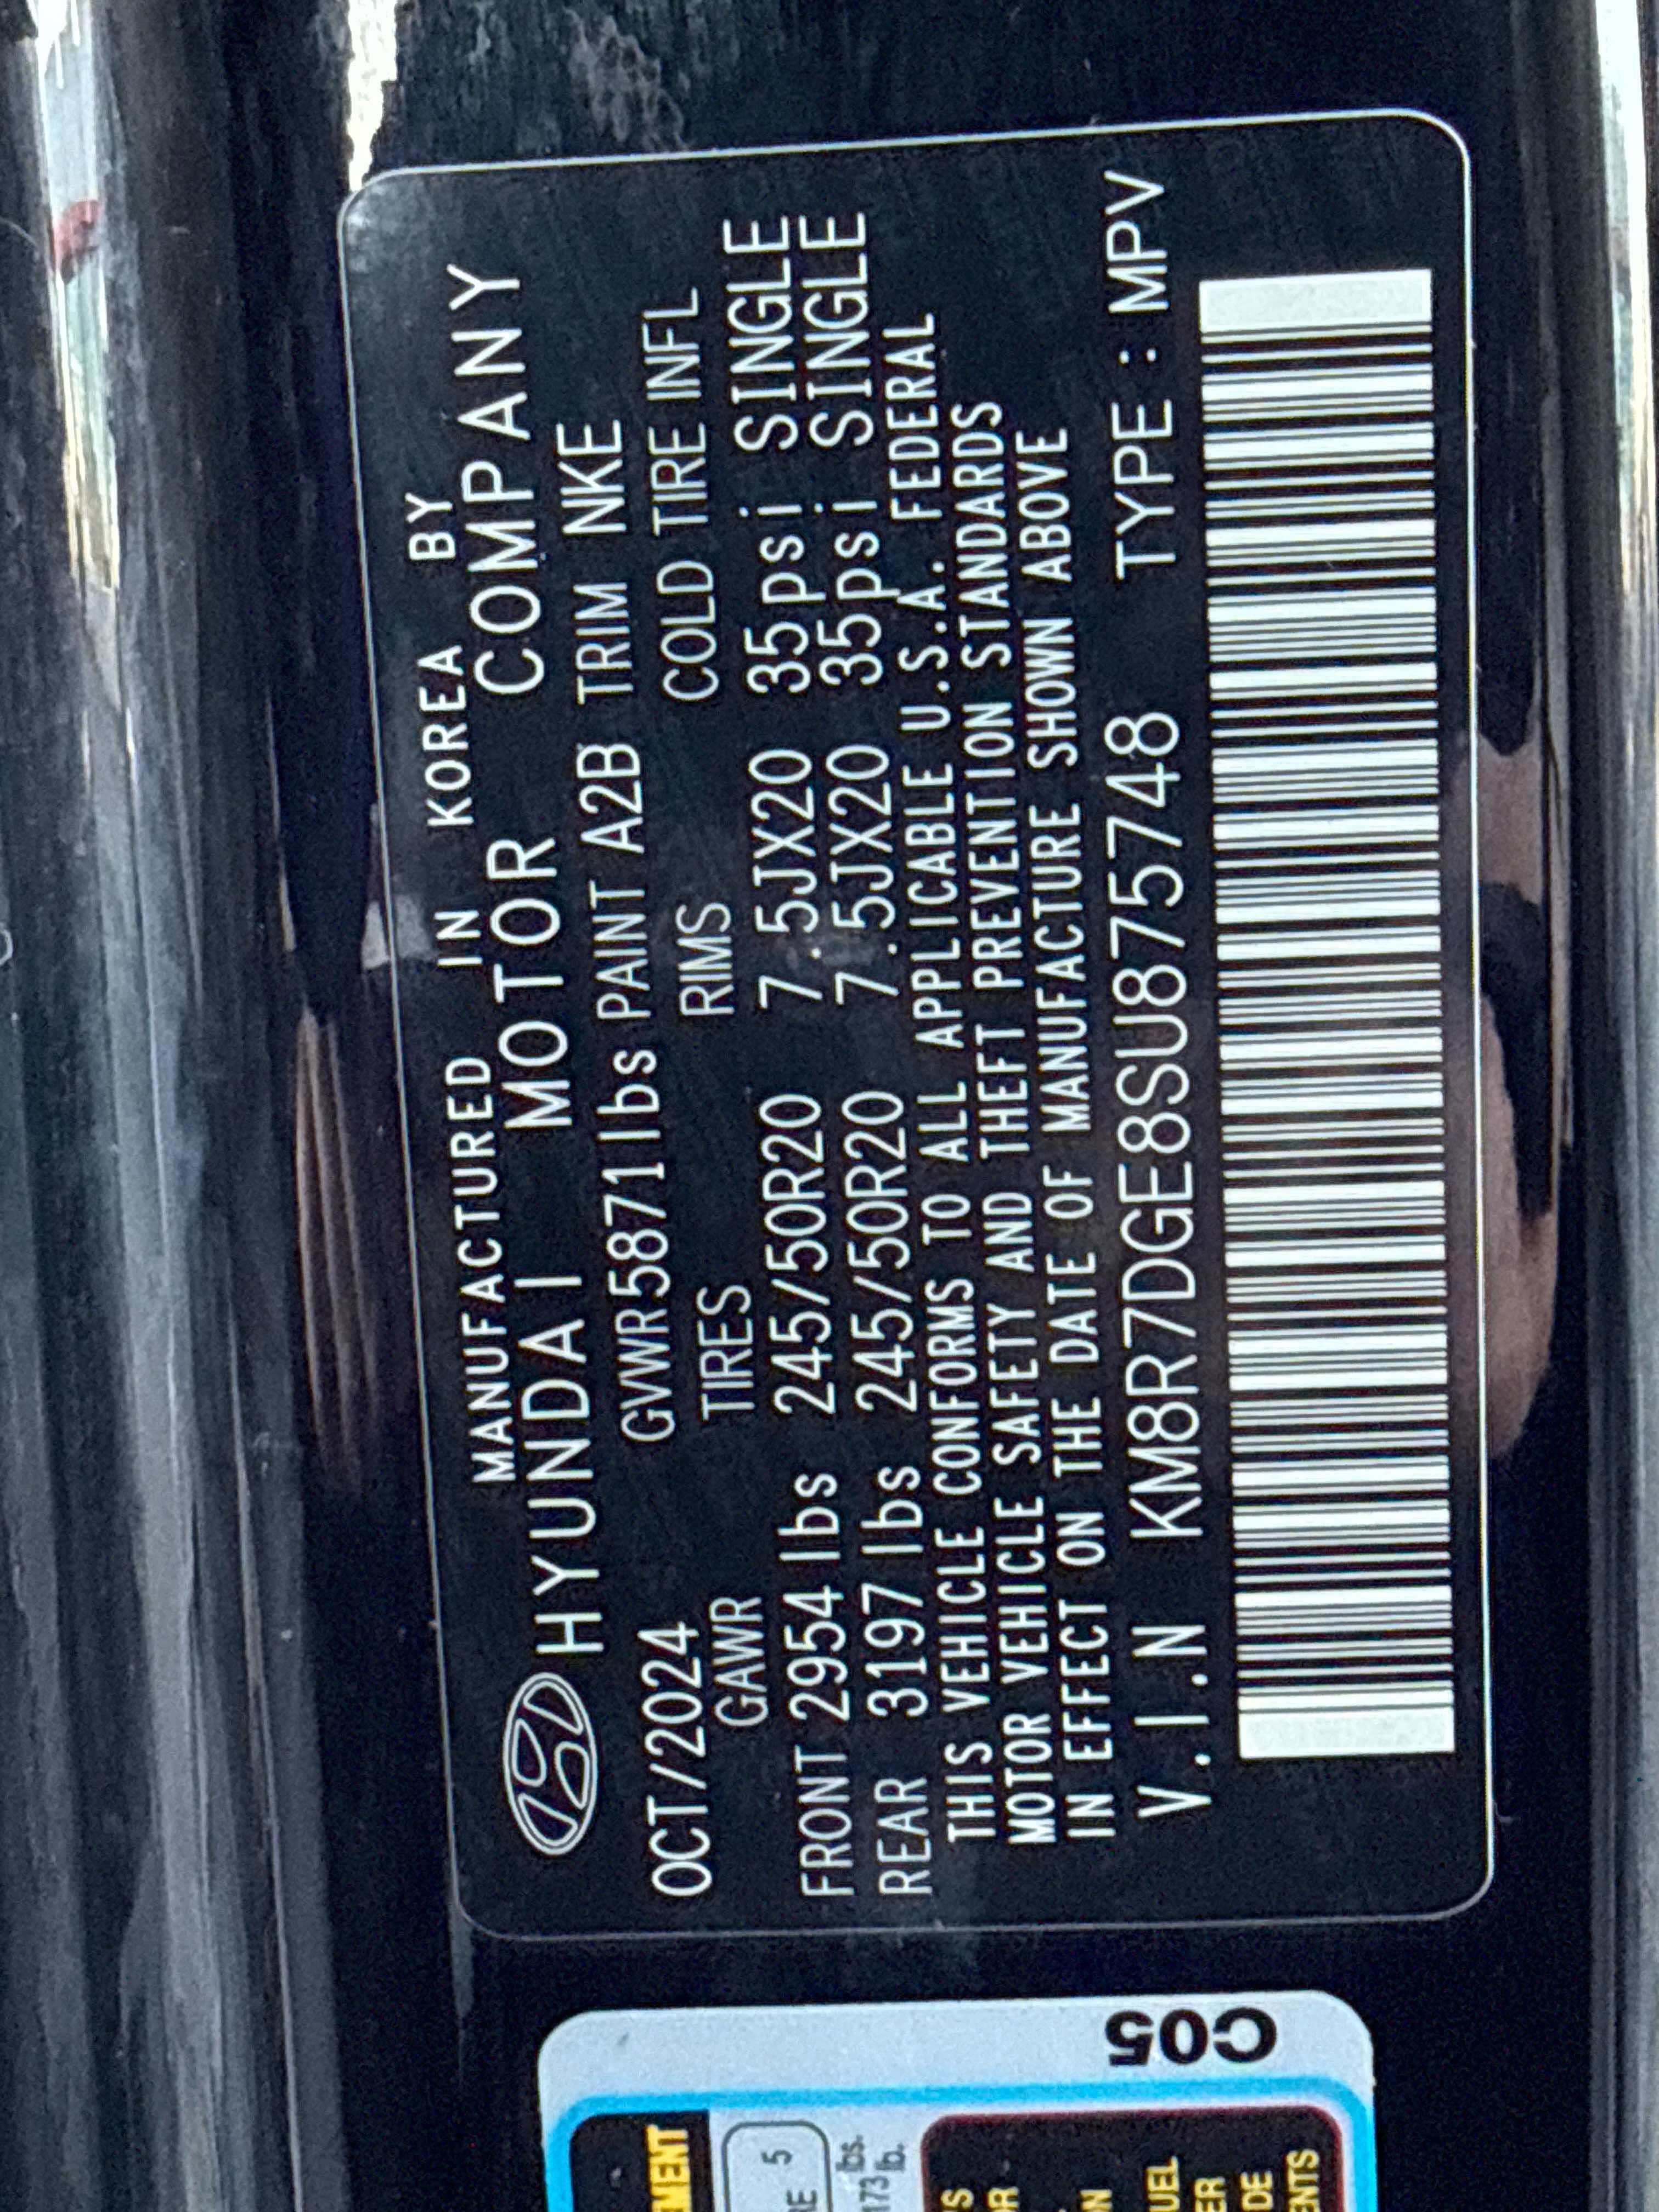 MANUFACTURED IN KOREA BY
HYUNDAI MOTOR COMPANY
OCT/2024 GVWR5871lbs PAINT A2B TRIM NKE
GAWR TIRES RIMS COLD TIRE INFL
FRONT 2954 lbs 245/50R20 7.5JX20 35psi SINGLE
REAR 3197 lbs 245/50R20 7.5JX20 35psi SINGLE
THIS VEHICLE CONFORMS TO ALL APPLICABLE U.S.A. FEDERAL
MOTOR VEHICLE SAFETY AND THEFT PREVENTION STANDARDS
IN EFFECT ON THE DATE OF MANUFACTURE SHOWN ABOVE
V.I.N KM8R7DGE8SU875748 TYPE : MPV
C05
5
lbs.
lb.